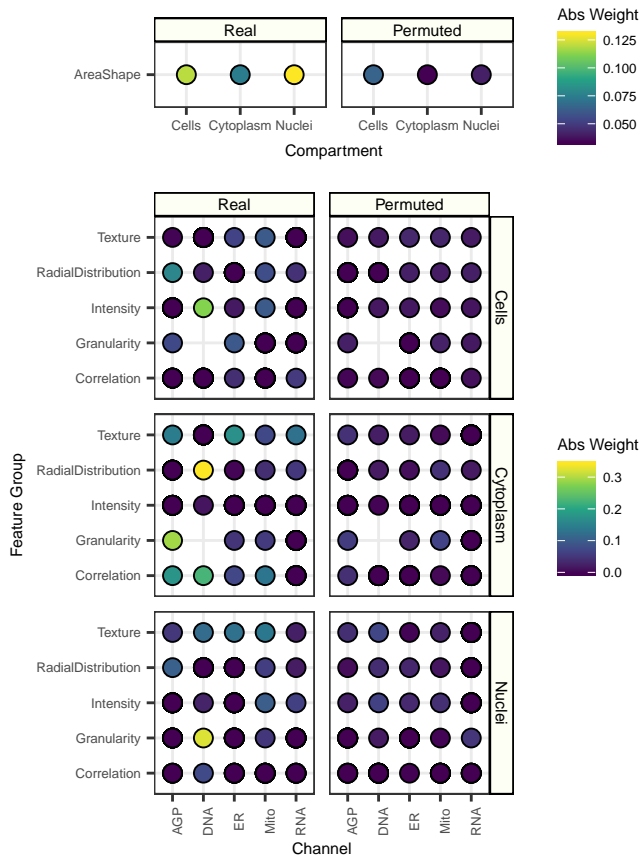 Abs Weight
0.125
0.100
0.075
0.050
Real
Permuted
AreaShape
Cells Cytoplasm Nuclei
Cells Cytoplasm Nuclei
Compartment
Real
Permuted
Texture
RadialDistribution
Intensity
Granularity
Correlation
Cells
Texture
RadialDistribution
Intensity
Granularity
Correlation
Cytoplasm
Texture
RadialDistribution
Intensity
Granularity
Correlation
Nuclei
Feature Group
AGP DNA ER Mito RNA
AGP DNA ER Mito RNA
Channel
Abs Weight
0.3
0.2
0.1
0.0